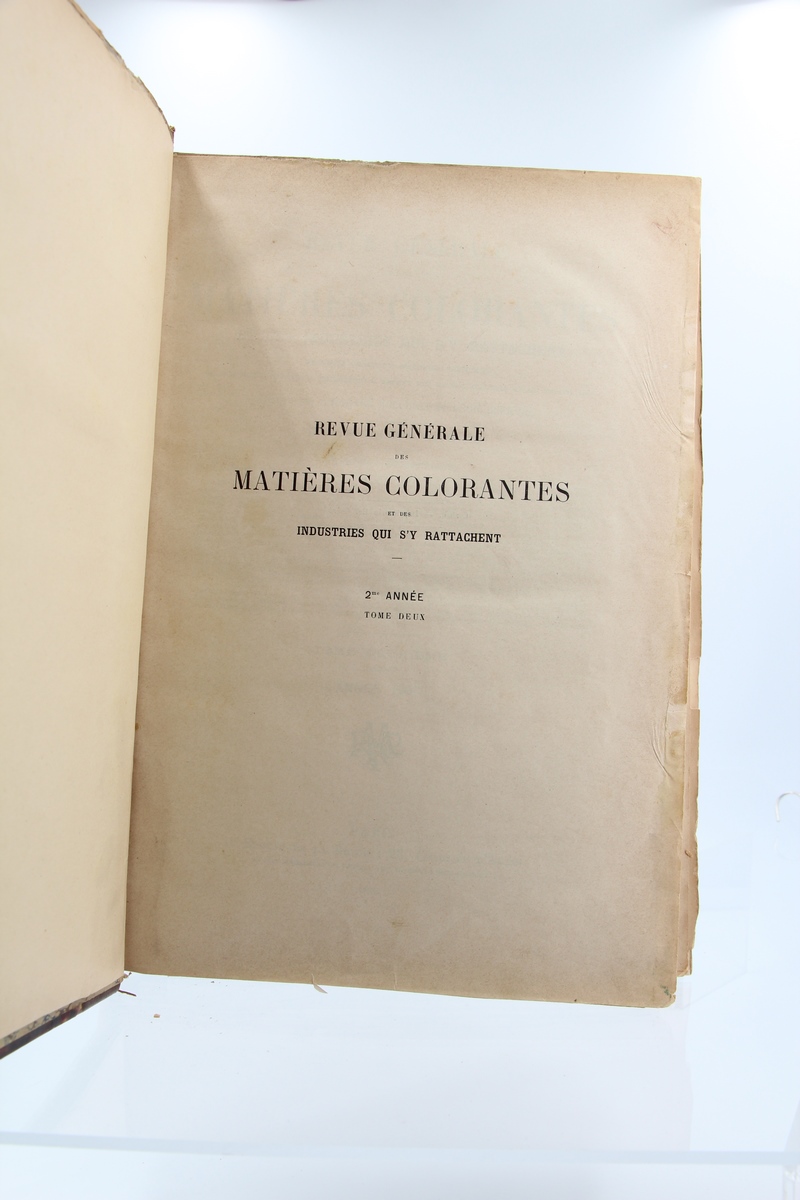 REVUE GÉNÉRALE
DES
MATIÈRES COLORANTES
ET DES
INDUSTRIES QUI S'Y RATTACHENT
2me ANNÉE
TOME DEUX